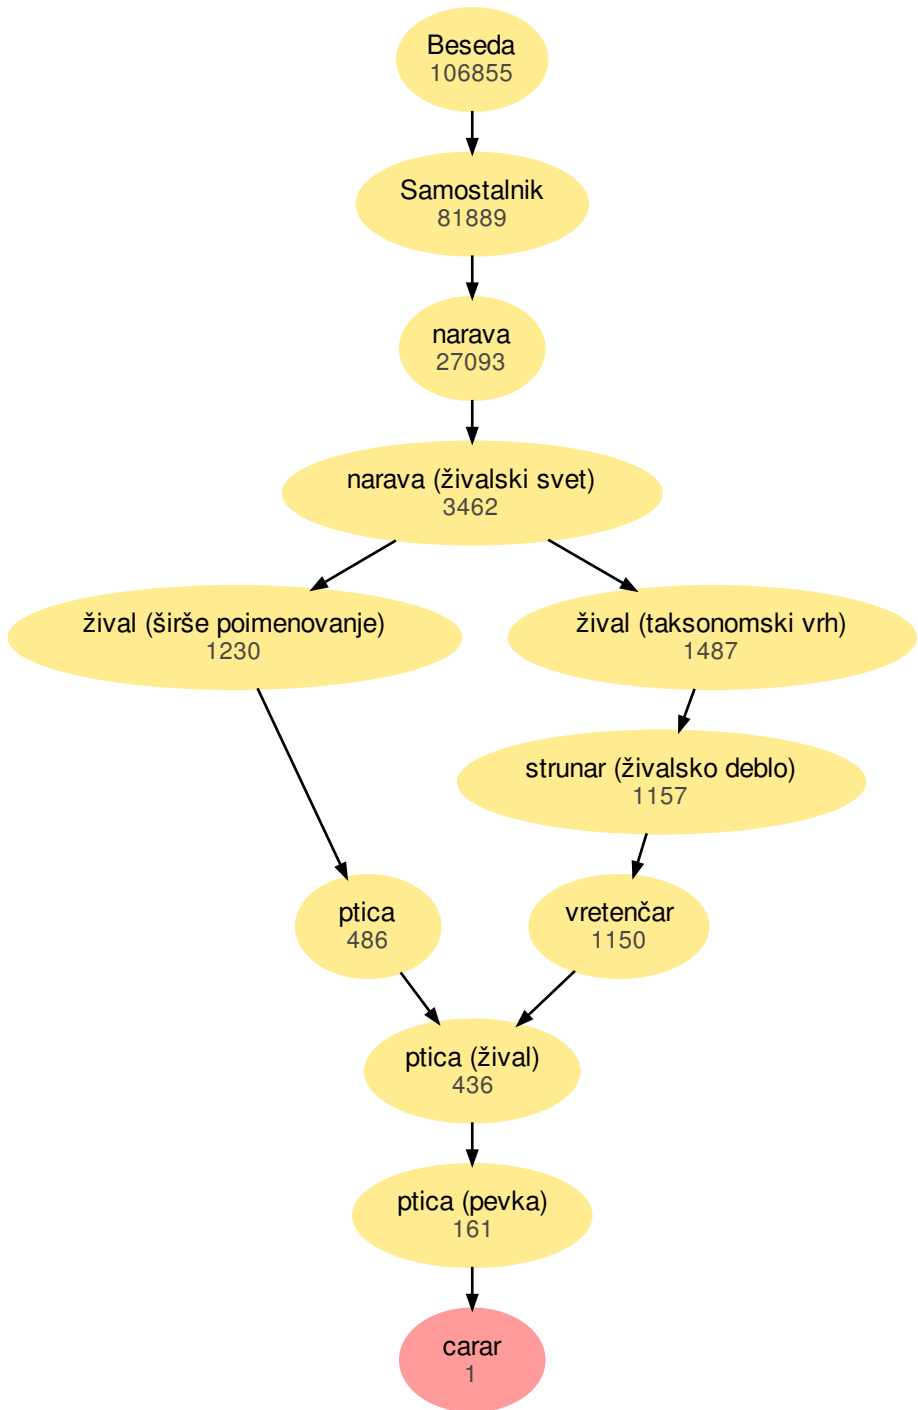 Beseda
106855
Samostalnik
81889
narava
27093
narava (živalski svet)
3462
žival (širše poimenovanje)
1230
žival (taksonomski vrh)
1487
strunar (živalsko deblo)
1157
ptica
486
vretenčar
1150
ptica (žival)
436
ptica (pevka)
161
carar
1